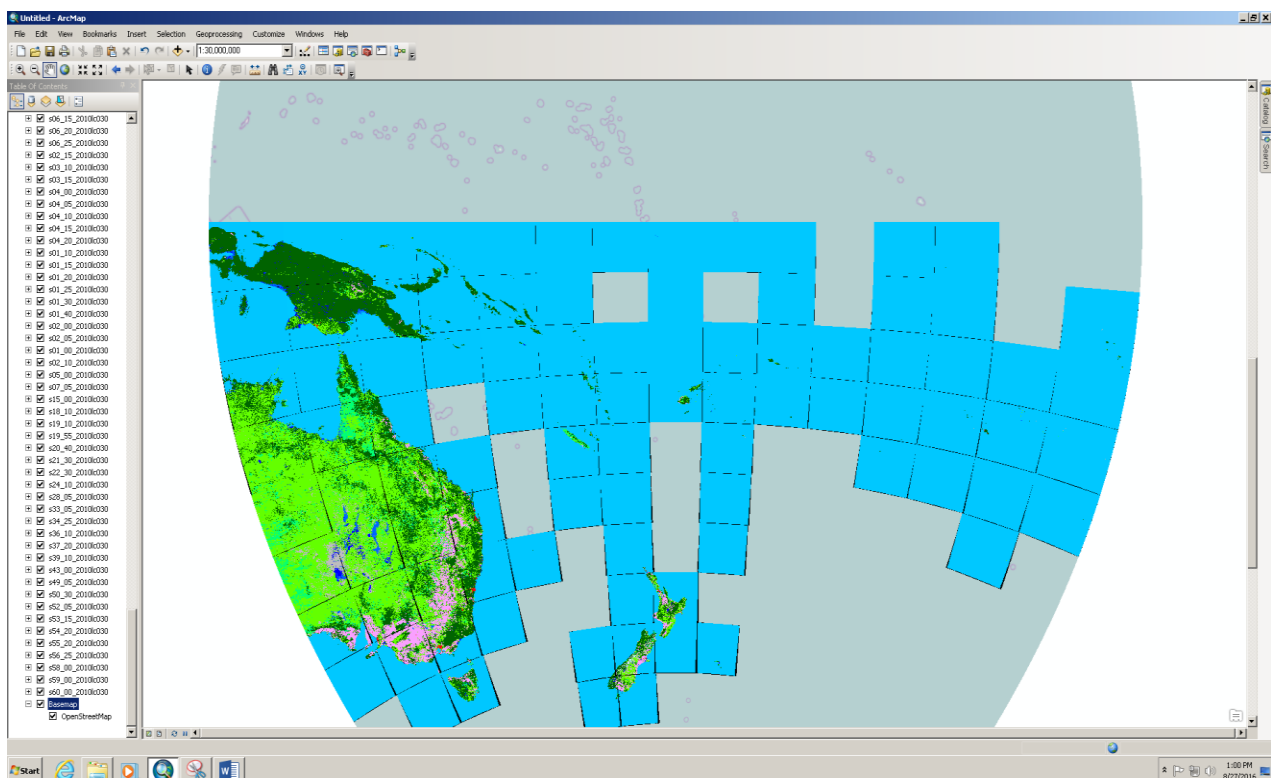 Untitled - ArcMap
File Edit View Bookmarks Insert Selection Geoprocessing Customize Windows Help
1:30,000,000
Table Of Contents
s06_15_2010lc030
s06_20_2010lc030
s06_25_2010lc030
s02_15_2010lc030
s03_10_2010lc030
s03_15_2010lc030
s04_00_2010lc030
s04_05_2010lc030
s04_10_2010lc030
s04_15_2010lc030
s04_20_2010lc030
s01_10_2010lc030
s01_15_2010lc030
s01_20_2010lc030
s01_25_2010lc030
s01_30_2010lc030
s01_40_2010lc030
s02_00_2010lc030
s02_05_2010lc030
s01_00_2010lc030
s02_10_2010lc030
s05_00_2010lc030
s07_05_2010lc030
s15_00_2010lc030
s18_10_2010lc030
s19_10_2010lc030
s19_55_2010lc030
s20_40_2010lc030
s21_30_2010lc030
s22_30_2010lc030
s24_10_2010lc030
s28_05_2010lc030
s33_05_2010lc030
s34_25_2010lc030
s36_10_2010lc030
s37_20_2010lc030
s39_10_2010lc030
s43_00_2010lc030
s49_05_2010lc030
s50_30_2010lc030
s52_05_2010lc030
s53_15_2010lc030
s54_20_2010lc030
s55_20_2010lc030
s56_25_2010lc030
s58_00_2010lc030
s59_00_2010lc030
s60_00_2010lc030
Basemap
OpenStreetMap
Catalog
Search
Start
1:00 PM
8/27/2016